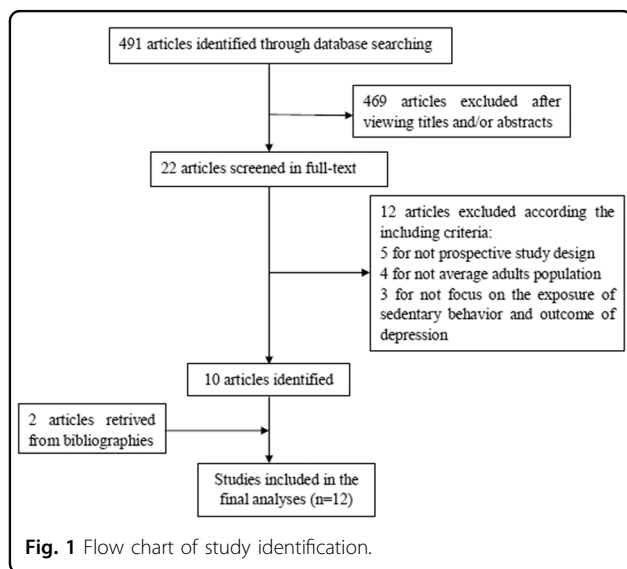 491 articles identified through database searching
469 articles excluded after
viewing titles and/or abstracts
22 articles screened in full-text
12 articles excluded according the
including criteria:
5 for not prospective study design
4 for not average adults population
3 for not focus on the exposure of
sedentary behavior and outcome of
depression
10 articles identified
2 articles retrived
from bibliographies
Studies included in the
final analyses (n=12)
Fig. 1 Flow chart of study identification.